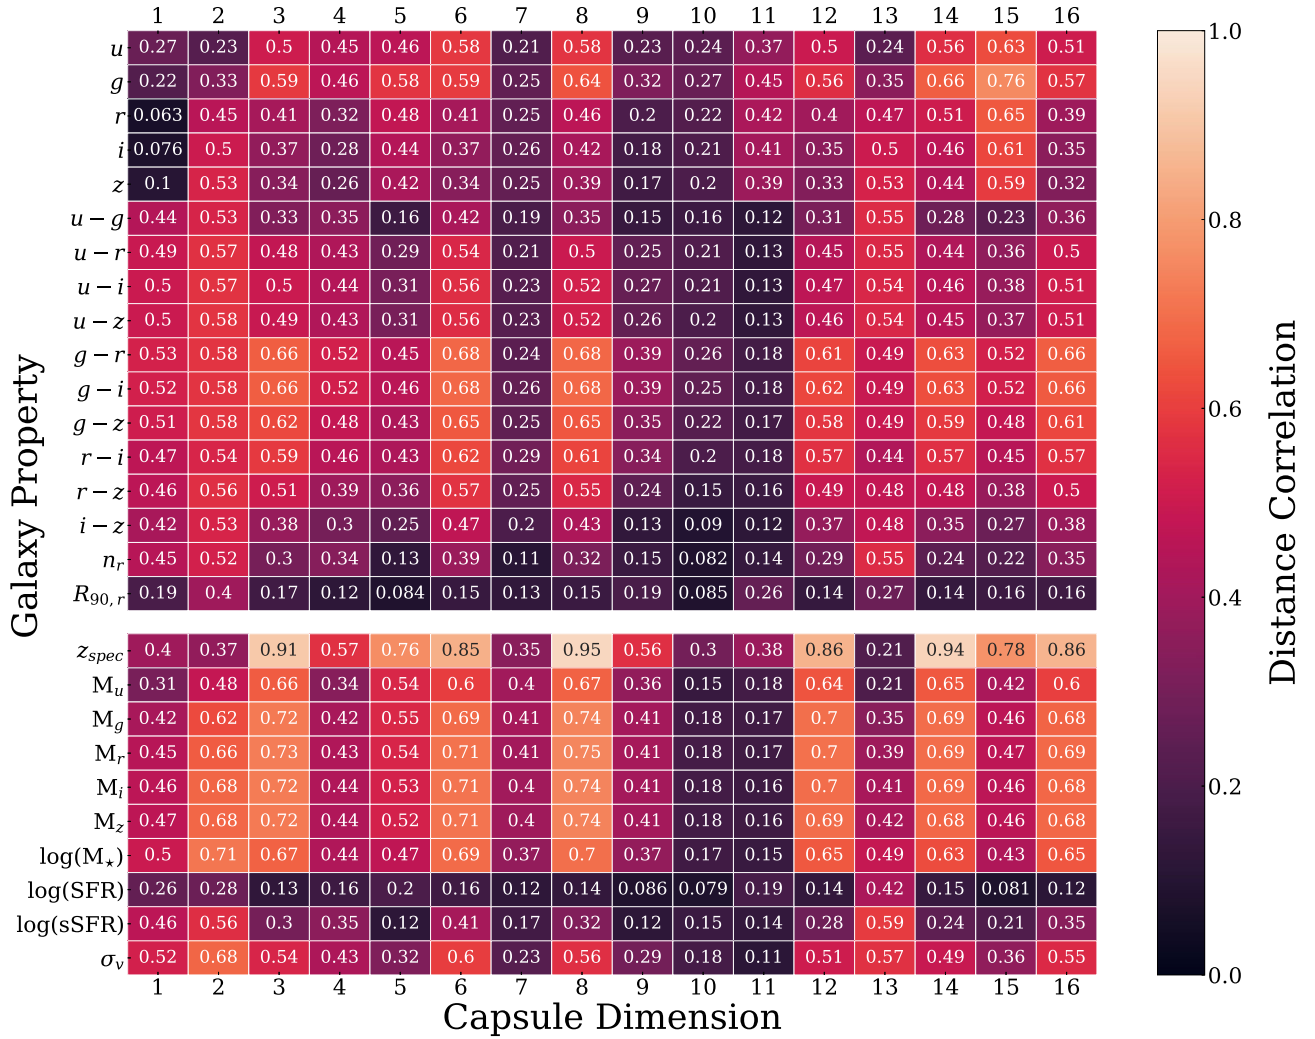 1 2 3 4 5 6 7 8 9 10 11 12 13 14 15 16
u 0.27 0.23 0.5 0.45 0.46 0.58 0.21 0.58 0.23 0.24 0.37 0.5 0.24 0.56 0.63 0.51
g 0.22 0.33 0.59 0.46 0.58 0.59 0.25 0.64 0.32 0.27 0.45 0.56 0.35 0.66 0.76 0.57
r 0.063 0.45 0.41 0.32 0.48 0.41 0.25 0.46 0.2 0.22 0.42 0.4 0.47 0.51 0.65 0.39
i 0.076 0.5 0.37 0.28 0.44 0.37 0.26 0.42 0.18 0.21 0.41 0.35 0.5 0.46 0.61 0.35
z 0.1 0.53 0.34 0.26 0.42 0.34 0.25 0.39 0.17 0.2 0.39 0.33 0.53 0.44 0.59 0.32
u − g 0.44 0.53 0.33 0.35 0.16 0.42 0.19 0.35 0.15 0.16 0.12 0.31 0.55 0.28 0.23 0.36
u − r 0.49 0.57 0.48 0.43 0.29 0.54 0.21 0.5 0.25 0.21 0.13 0.45 0.55 0.44 0.36 0.5
u − i 0.5 0.57 0.5 0.44 0.31 0.56 0.23 0.52 0.27 0.21 0.13 0.47 0.54 0.46 0.38 0.51
u − z 0.5 0.58 0.49 0.43 0.31 0.56 0.23 0.52 0.26 0.2 0.13 0.46 0.54 0.45 0.37 0.51
g − r 0.53 0.58 0.66 0.52 0.45 0.68 0.24 0.68 0.39 0.26 0.18 0.61 0.49 0.63 0.52 0.66
g − i 0.52 0.58 0.66 0.52 0.46 0.68 0.26 0.68 0.39 0.25 0.18 0.62 0.49 0.63 0.52 0.66
g − z 0.51 0.58 0.62 0.48 0.43 0.65 0.25 0.65 0.35 0.22 0.17 0.58 0.49 0.59 0.48 0.61
r − i 0.47 0.54 0.59 0.46 0.43 0.62 0.29 0.61 0.34 0.2 0.18 0.57 0.44 0.57 0.45 0.57
r − z 0.46 0.56 0.51 0.39 0.36 0.57 0.25 0.55 0.24 0.15 0.16 0.49 0.48 0.48 0.38 0.5
i − z 0.42 0.53 0.38 0.3 0.25 0.47 0.2 0.43 0.13 0.09 0.12 0.37 0.48 0.35 0.27 0.38
n_r 0.45 0.52 0.3 0.34 0.13 0.39 0.11 0.32 0.15 0.082 0.14 0.29 0.55 0.24 0.22 0.35
R_90, r 0.19 0.4 0.17 0.12 0.084 0.15 0.13 0.15 0.19 0.085 0.26 0.14 0.27 0.14 0.16 0.16
z_spec 0.4 0.37 0.91 0.57 0.76 0.85 0.35 0.95 0.56 0.3 0.38 0.86 0.21 0.94 0.78 0.86
M_u 0.31 0.48 0.66 0.34 0.54 0.6 0.4 0.67 0.36 0.15 0.18 0.64 0.21 0.65 0.42 0.6
M_g 0.42 0.62 0.72 0.42 0.55 0.69 0.41 0.74 0.41 0.18 0.17 0.7 0.35 0.69 0.46 0.68
M_r 0.45 0.66 0.73 0.43 0.54 0.71 0.41 0.75 0.41 0.18 0.17 0.7 0.39 0.69 0.47 0.69
M_i 0.46 0.68 0.72 0.44 0.53 0.71 0.4 0.74 0.41 0.18 0.16 0.7 0.41 0.69 0.46 0.68
M_z 0.47 0.68 0.72 0.44 0.52 0.71 0.4 0.74 0.41 0.18 0.16 0.69 0.42 0.68 0.46 0.68
log(M_⋆) 0.5 0.71 0.67 0.44 0.47 0.69 0.37 0.7 0.37 0.17 0.15 0.65 0.49 0.63 0.43 0.65
log(SFR) 0.26 0.28 0.13 0.16 0.2 0.16 0.12 0.14 0.086 0.079 0.19 0.14 0.42 0.15 0.081 0.12
log(sSFR) 0.46 0.56 0.3 0.35 0.12 0.41 0.17 0.32 0.12 0.15 0.14 0.28 0.59 0.24 0.21 0.35
σ_v 0.52 0.68 0.54 0.43 0.32 0.6 0.23 0.56 0.29 0.18 0.11 0.51 0.57 0.49 0.36 0.55
1 2 3 4 5 6 7 8 9 10 11 12 13 14 15 16
Capsule Dimension
Galaxy Property
1.0
0.8
0.6
0.4
0.2
0.0
Distance Correlation